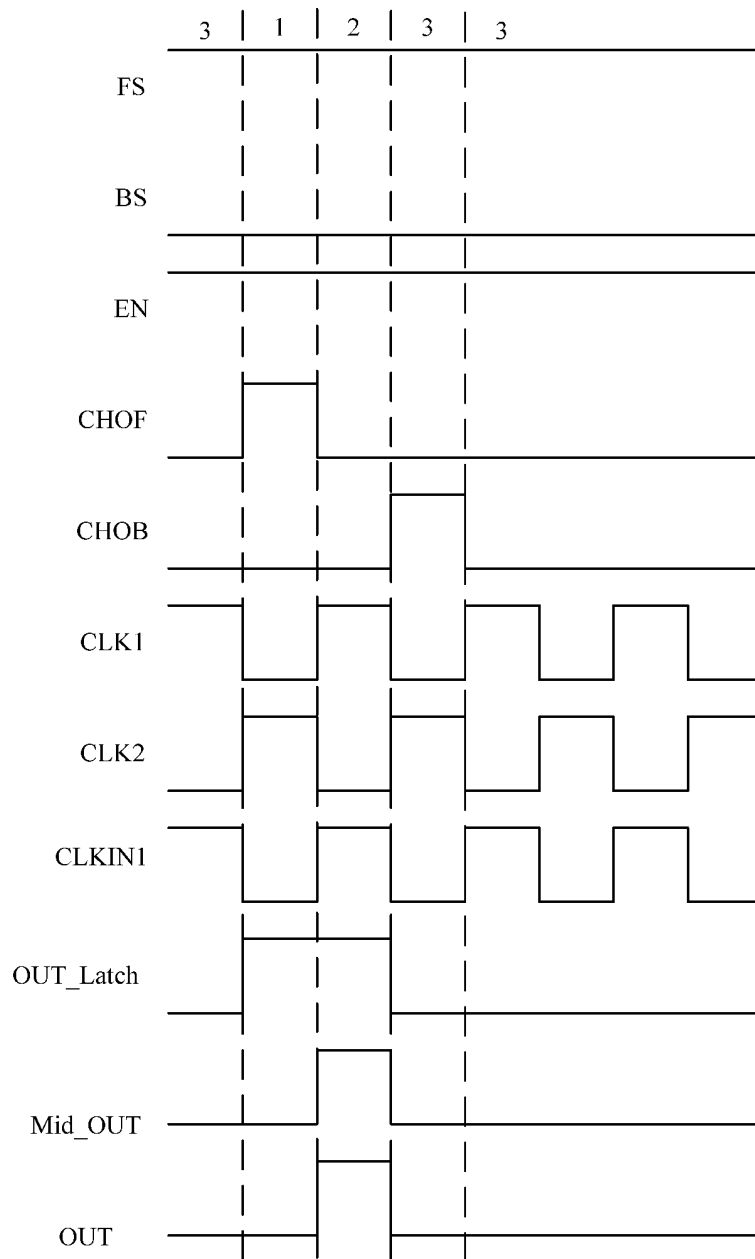 3 1 2 3 3
FS
BS
EN
CHOF
CHOB
CLK1
CLK2
CLKIN1
OUT_Latch
Mid_OUT
OUT